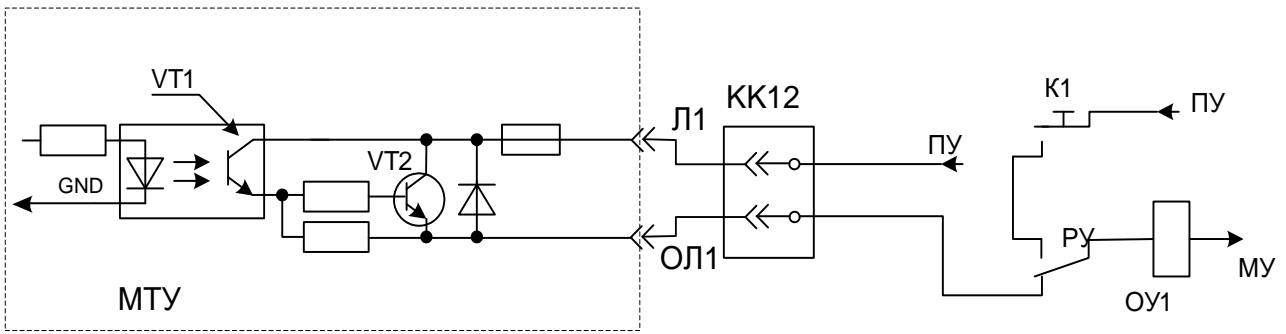 VT1
GND
VT2
МТУ
Л1
ОЛ1
КК12
ПУ
К1
ПУ
РУ
ОУ1
МУ